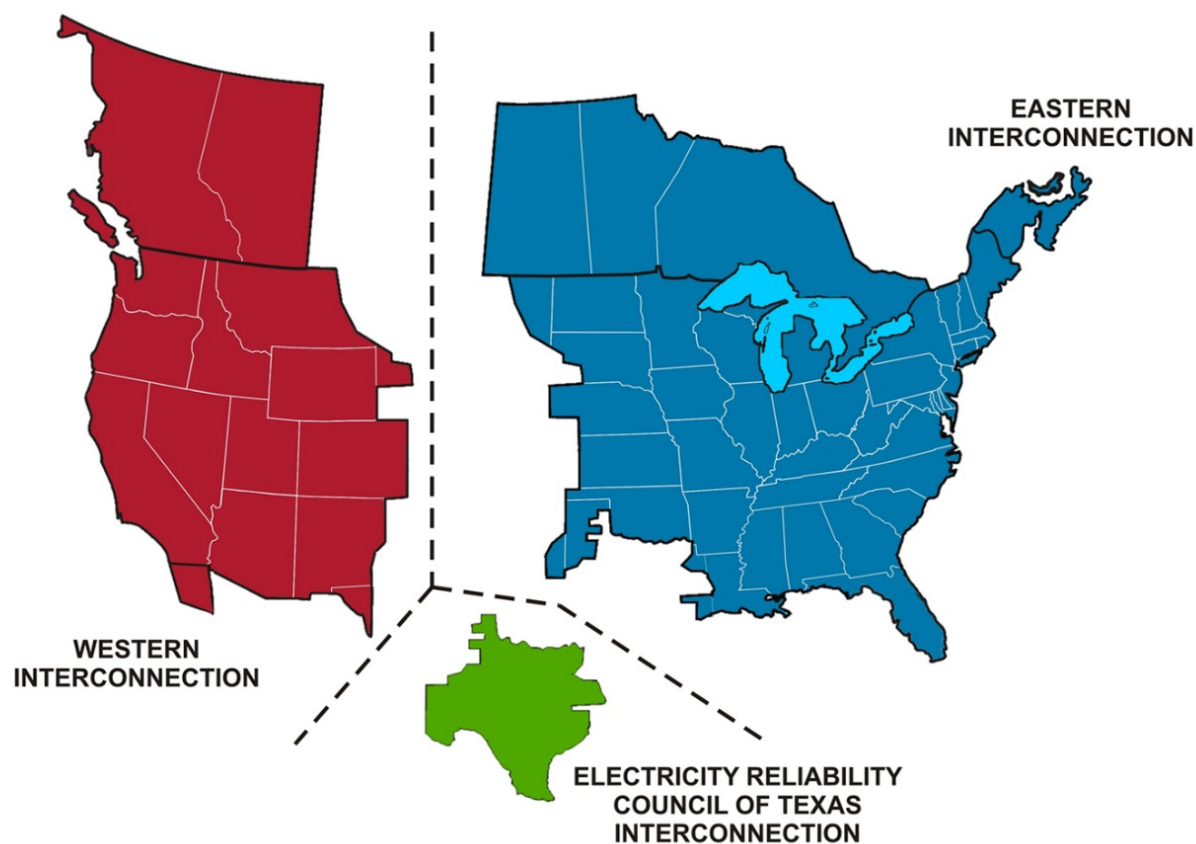 EASTERN
INTERCONNECTION
WESTERN
INTERCONNECTION
ELECTRICITY RELIABILITY
COUNCIL OF TEXAS
INTERCONNECTION